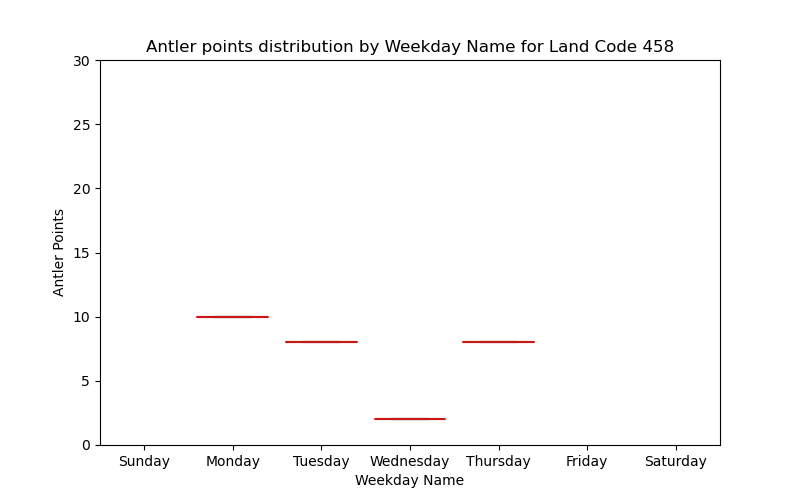 Antler points distribution by Weekday Name for Land Code 458
30
25
20
15
10
5
0
Antler Points
Sunday Monday Tuesday Wednesday Thursday Friday Saturday
Weekday Name